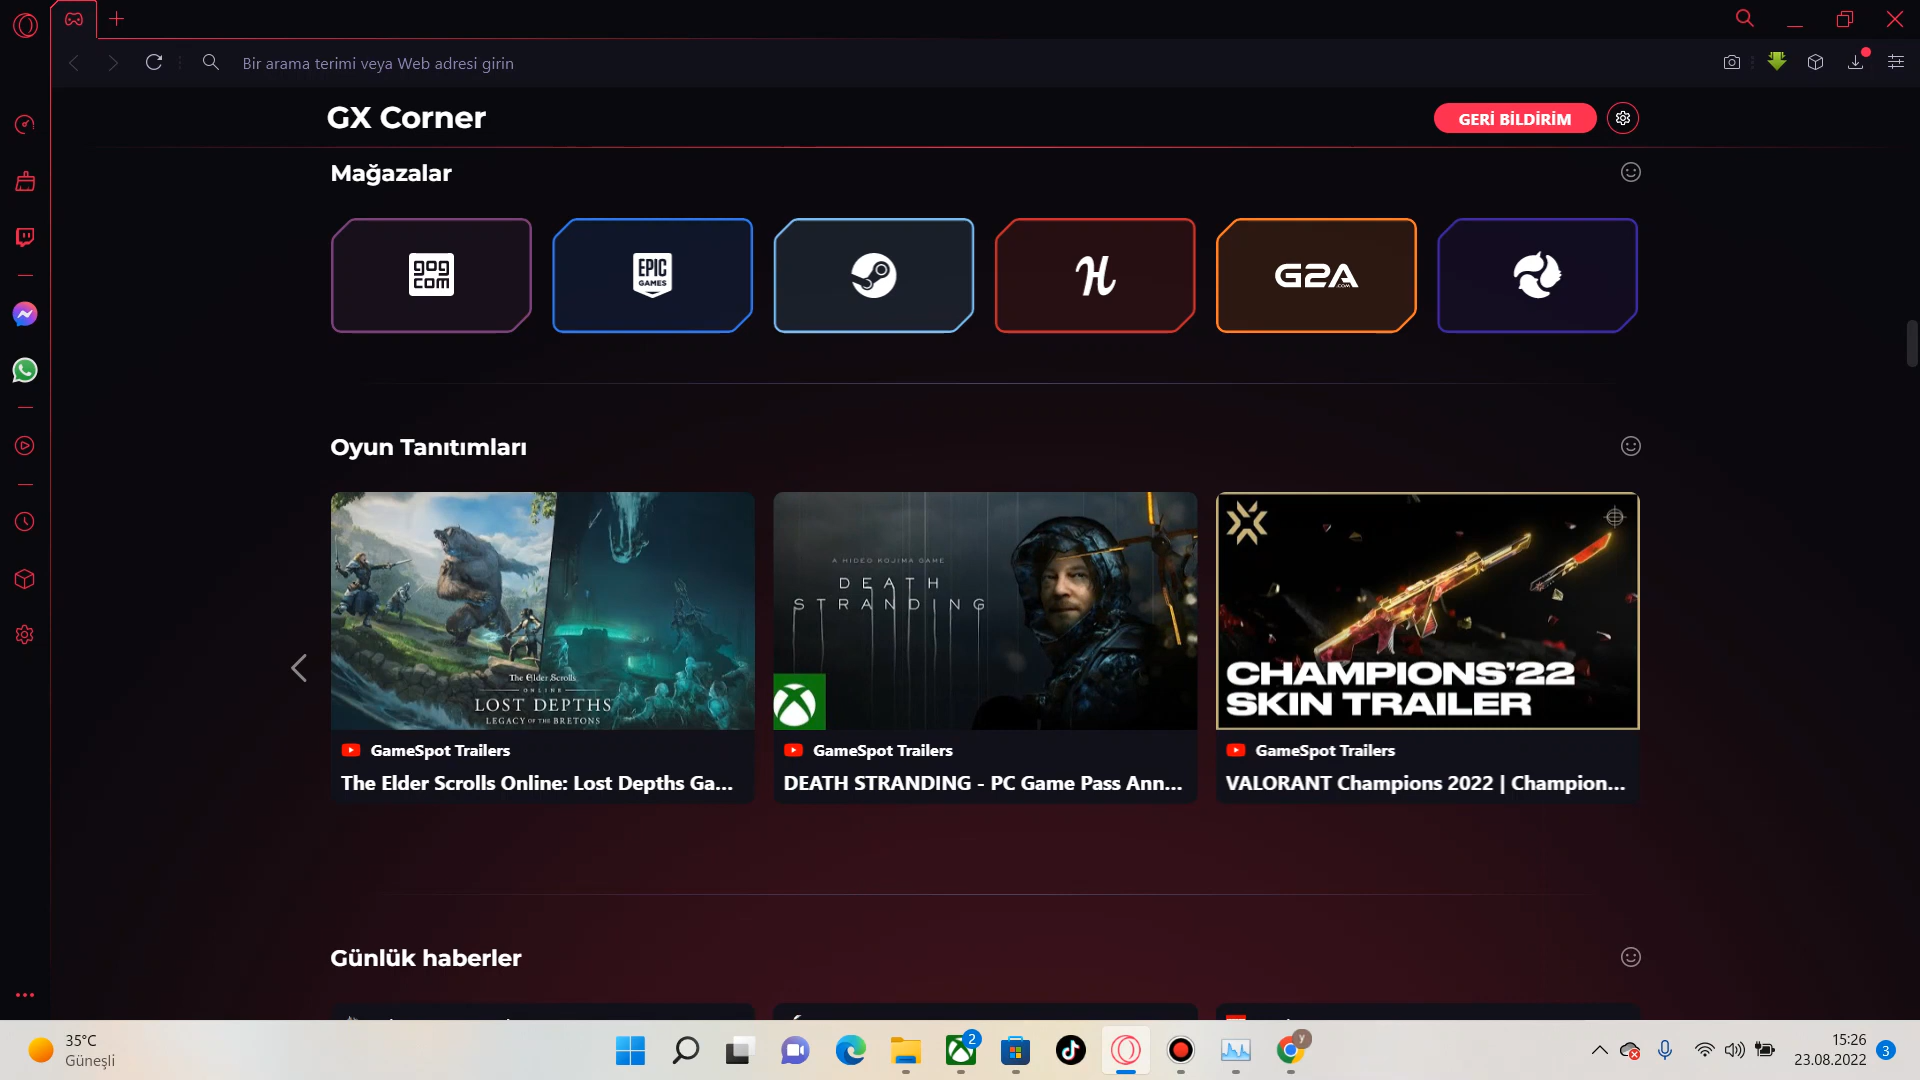 Bir arama terimi veya Web adresi girin
GX Corner
GERİ BİLDİRİM
Mağazalar
gog
com
EPIC
GAMES
G2A
.COM
Oyun Tanıtımları
The Elder Scrolls
ONLINE
LOST DEPTHS
LEGACY OF THE BRETONS
A HIDEO KOJIMA GAME
DEATH
STRANDING
CHAMPIONS'22
SKIN TRAILER
GameSpot Trailers
The Elder Scrolls Online: Lost Depths Ga...
GameSpot Trailers
DEATH STRANDING - PC Game Pass Ann...
GameSpot Trailers
VALORANT Champions 2022 | Champion...
Günlük haberler
35°C
Güneşli
2
y
15:26
23.08.2022
3